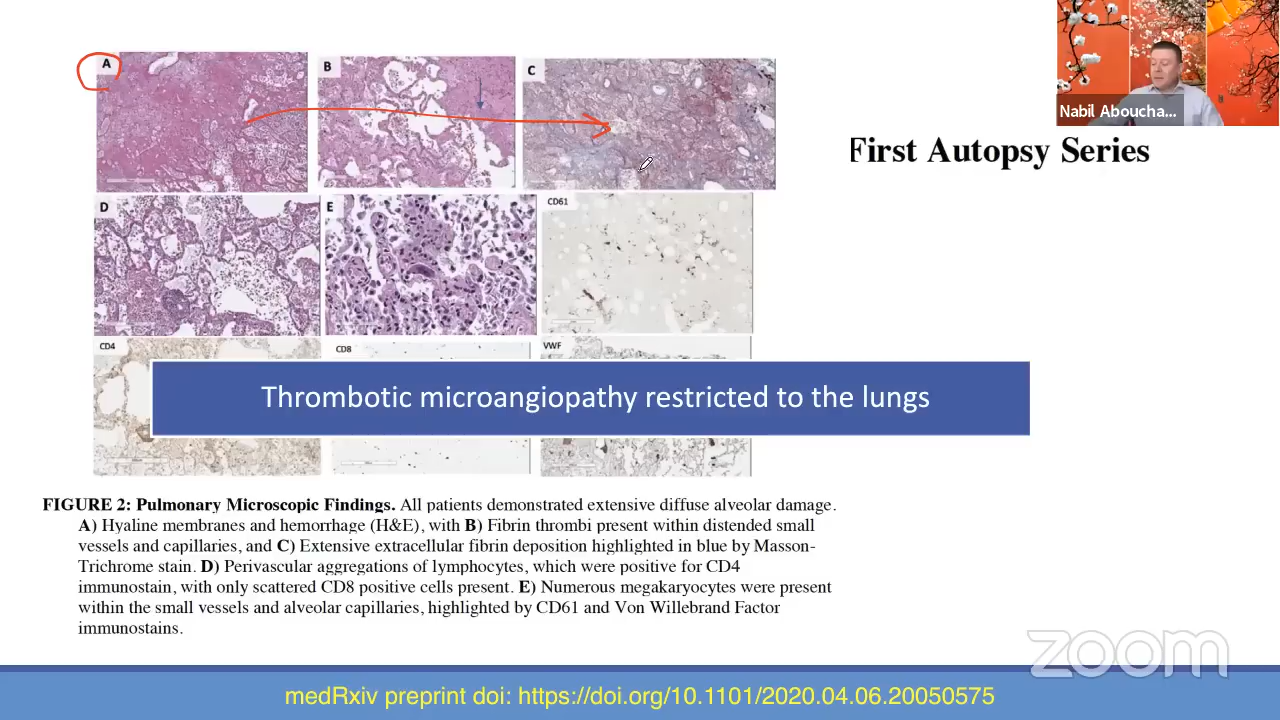 A
B
C
Nabil Aboucha...
First Autopsy Series
D
E
CD61
CD4
CD8
VWF
Thrombotic microangiopathy restricted to the lungs
FIGURE 2: Pulmonary Microscopic Findings. All patients demonstrated extensive diffuse alveolar damage.
A) Hyaline membranes and hemorrhage (H&E), with B) Fibrin thrombi present within distended small
vessels and capillaries, and C) Extensive extracellular fibrin deposition highlighted in blue by Masson-
Trichrome stain. D) Perivascular aggregations of lymphocytes, which were positive for CD4
immunostain, with only scattered CD8 positive cells present. E) Numerous megakaryocytes were present
within the small vessels and alveolar capillaries, highlighted by CD61 and Von Willebrand Factor
immunostains.
zoom
medRxiv preprint doi: https://doi.org/10.1101/2020.04.06.20050575